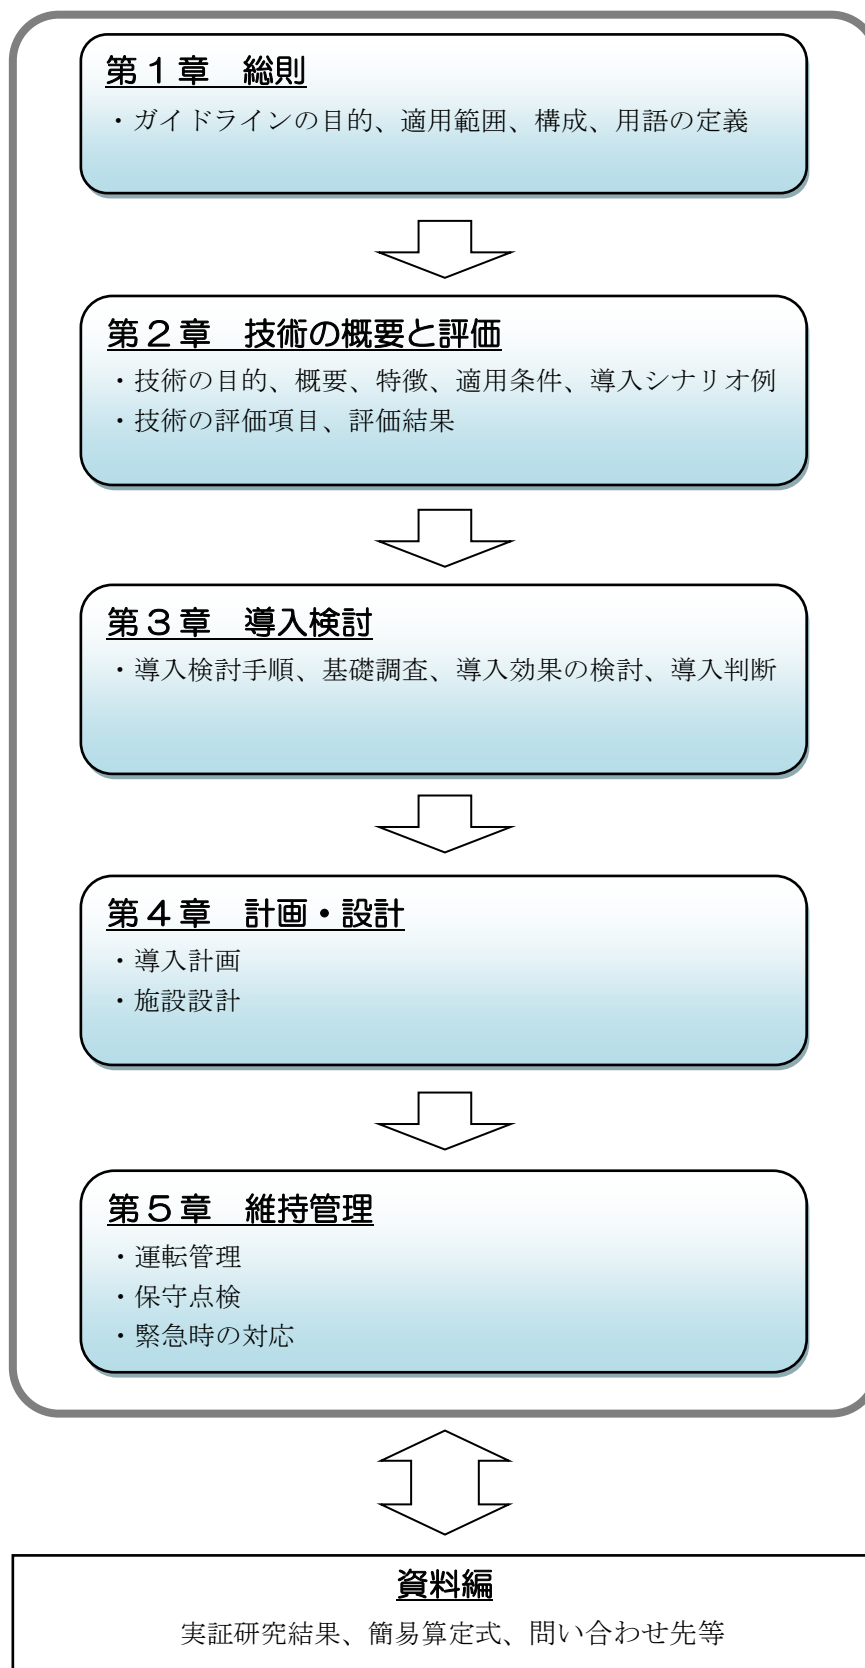 第１章　総則
・ガイドラインの目的、適用範囲、構成、用語の定義
第２章　技術の概要と評価
・技術の目的、概要、特徴、適用条件、導入シナリオ例
・技術の評価項目、評価結果
第３章　導入検討
・導入検討手順、基礎調査、導入効果の検討、導入判断
第４章　計画・設計
・導入計画
・施設設計
第５章　維持管理
・運転管理
・保守点検
・緊急時の対応
資料編
実証研究結果、簡易算定式、問い合わせ先等